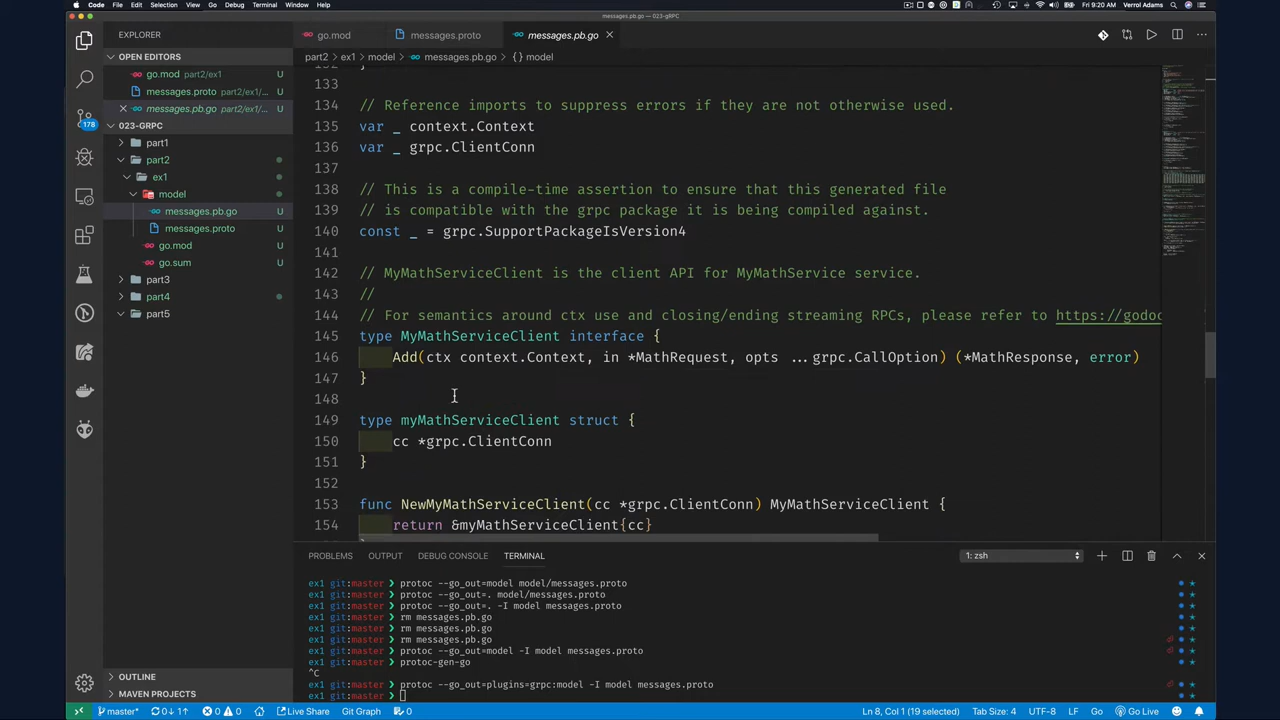 Code File Edit Selection View Go Debug Terminal Window Help
Fri 9:20 AM Verrol Adams
messages.pb.go — 023-gRPC
EXPLORER
OPEN EDITORS
go.mod part2/ex1 U
messages.proto part2/ex1/... U
messages.pb.go part2/ex1/... U
023-GRPC
part1
part2
ex1
model
messages.pb.go U
messages.proto U
go.mod U
go.sum U
part3
part4
part5
OUTLINE
MAVEN PROJECTS
178
go.mod messages.proto messages.pb.go
part2 › ex1 › model › messages.pb.go › {} model
132 }
133
134 // Reference imports to suppress errors if they are not otherwise used.
135 var _ context.Context
136 var _ grpc.ClientConn
137
138 // This is a compile-time assertion to ensure that this generated file
139 // is compatible with the grpc package it is being compiled against.
140 const _ = grpc.SupportPackageIsVersion4
141
142 // MyMathServiceClient is the client API for MyMathService service.
143 //
144 // For semantics around ctx use and closing/ending streaming RPCs, please refer to https://godoc
145 type MyMathServiceClient interface {
146 Add(ctx context.Context, in *MathRequest, opts ...grpc.CallOption) (*MathResponse, error)
147 }
148
149 type myMathServiceClient struct {
150 cc *grpc.ClientConn
151 }
152
153 func NewMyMathServiceClient(cc *grpc.ClientConn) MyMathServiceClient {
154 return &myMathServiceClient{cc}
PROBLEMS OUTPUT DEBUG CONSOLE TERMINAL 1: zsh
ex1 git:master ❯ protoc --go_out=model model/messages.proto
ex1 git:master ❯ protoc --go_out=. model/messages.proto
ex1 git:master ❯ protoc --go_out=. -I model messages.proto
ex1 git:master ❯ rm messages.pb.go
ex1 git:master ❯ rm messages.pb.go
ex1 git:master ❯ rm messages.pb.go
ex1 git:master ❯ protoc --go_out=model -I model messages.proto
ex1 git:master ❯ protoc-gen-go
^C
ex1 git:master ❯ protoc --go_out=plugins=grpc:model -I model messages.proto
ex1 git:master ❯
master* 0↓ 1↑ 0 0 Live Share Git Graph 0 Ln 8, Col 1 (19 selected) Tab Size: 4 UTF-8 LF Go Go Live